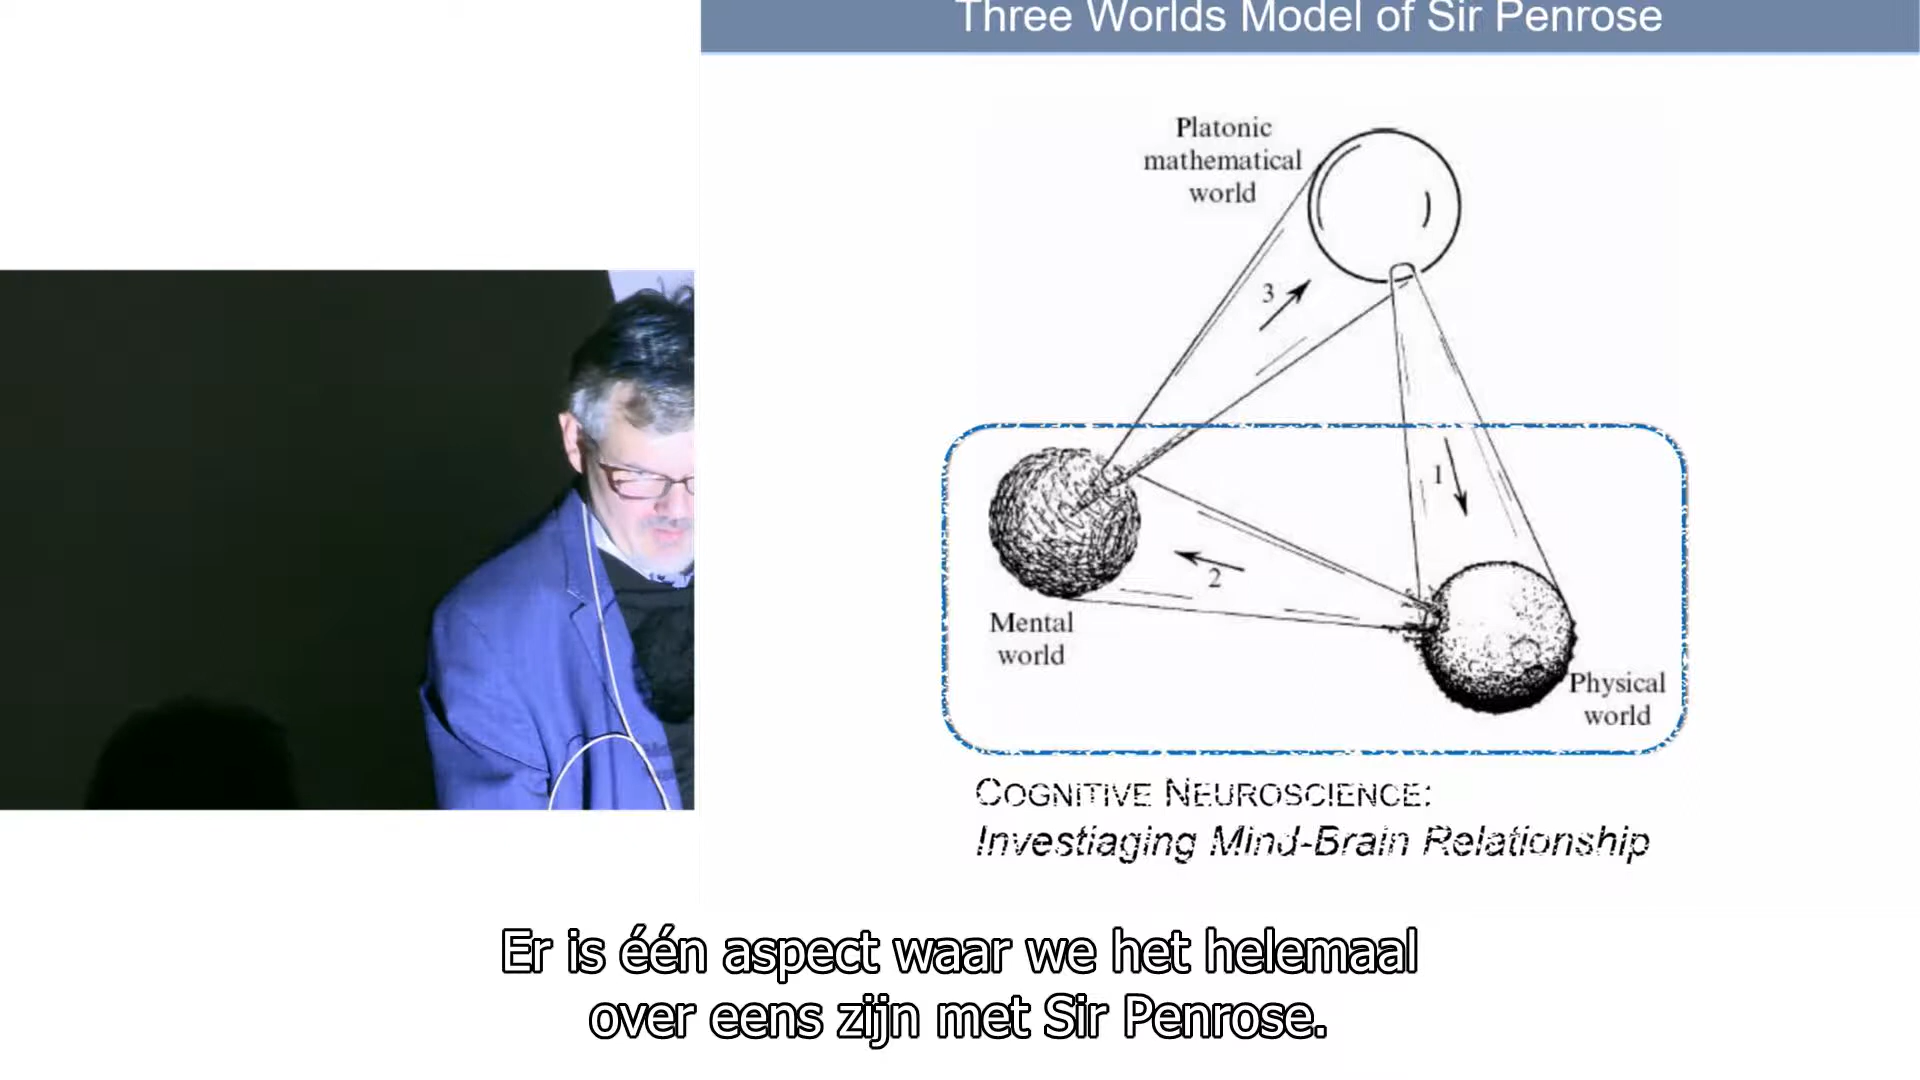 Three Worlds Model of Sir Penrose
Platonic
mathematical
world
3
1
2
Mental
world
Physical
world
COGNITIVE NEUROSCIENCE:
Investiaging Mind-Brain Relationship
Er is één aspect waar we het helemaal
over eens zijn met Sir Penrose.